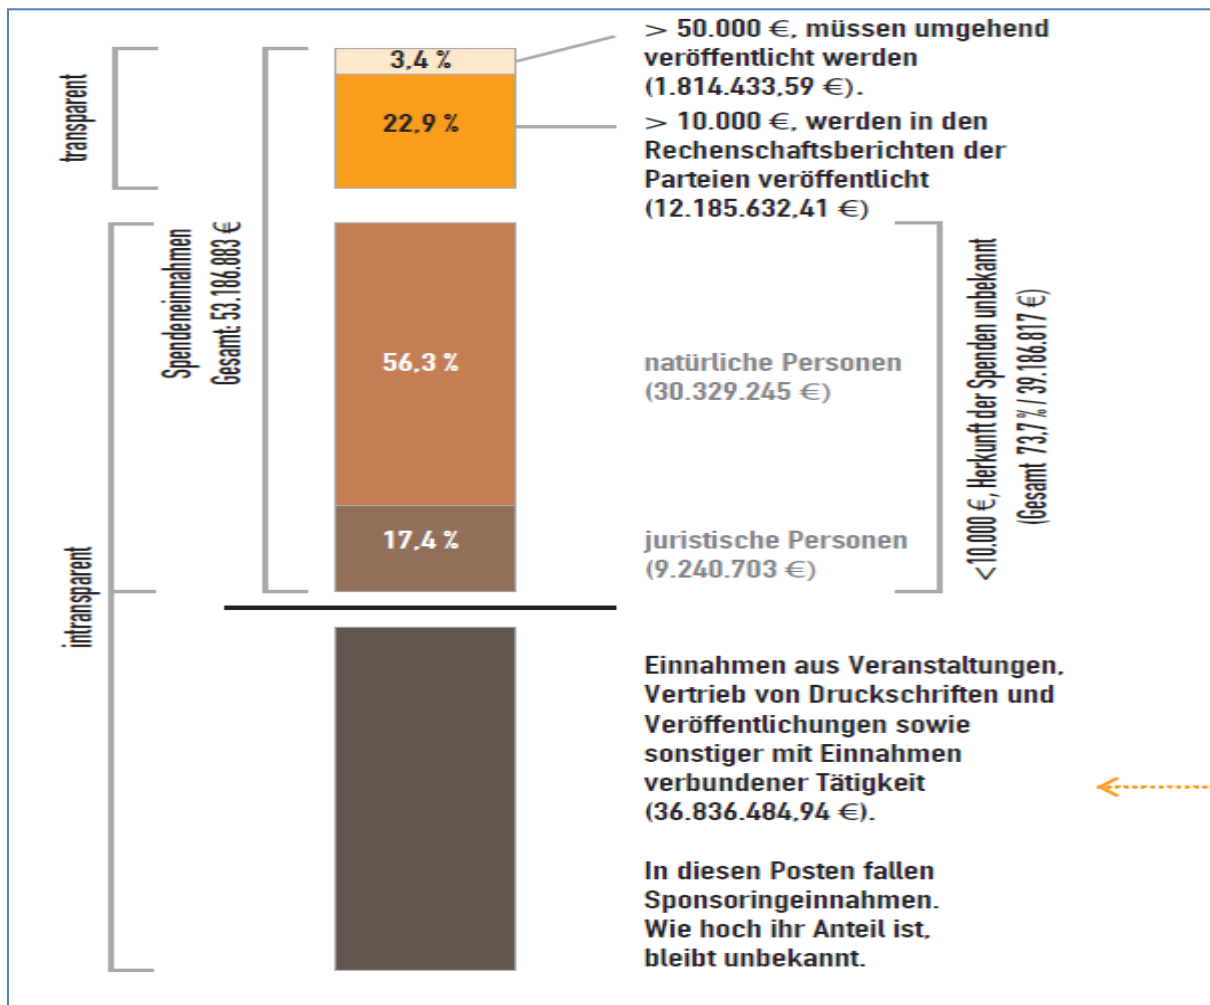 > 50.000 €, müssen umgehend
veröffentlicht werden
(1.814.433,59 €).
> 10.000 €, werden in den
Rechenschaftsberichten der
Parteien veröffentlicht
(12.185.632,41 €)
3,4 %
22,9 %
transparent
Spendeneinnahmen
Gesamt: 53.186.883 €
56,3 %
natürliche Personen
(30.329.245 €)
17,4 %
juristische Personen
(9.240.703 €)
<10.000 €, Herkunft der Spenden unbekannt
(Gesamt 73,7 % / 39.186.817 €)
intransparent
Einnahmen aus Veranstaltungen,
Vertrieb von Druckschriften und
Veröffentlichungen sowie
sonstiger mit Einnahmen
verbundener Tätigkeit
(36.836.484,94 €).
In diesen Posten fallen
Sponsoringeinnahmen.
Wie hoch ihr Anteil ist,
bleibt unbekannt.